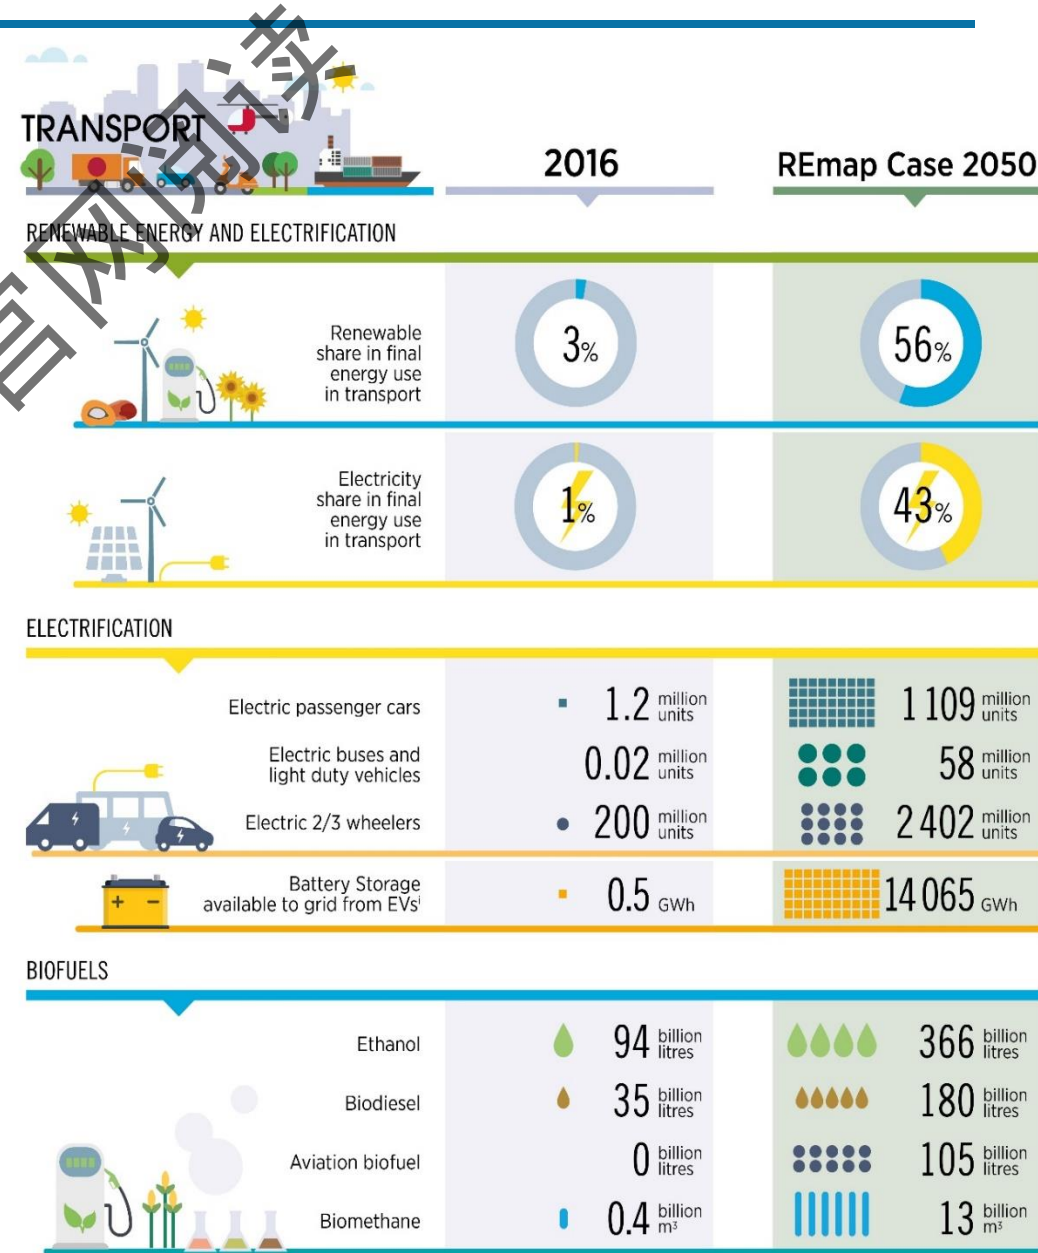 TRANSPORT
2016
REmap Case 2050
RENEWABLE ENERGY AND ELECTRIFICATION
Renewable
share in final
energy use
in transport
3%
56%
Electricity
share in final
energy use
in transport
1%
43%
ELECTRIFICATION
Electric passenger cars
1.2 million units
1 109 million units
Electric buses and
light duty vehicles
0.02 million units
58 million units
Electric 2/3 wheelers
200 million units
2 402 million units
Battery Storage
available to grid from EVsⁱ
0.5 GWh
14 065 GWh
BIOFUELS
Ethanol
94 billion litres
366 billion litres
Biodiesel
35 billion litres
180 billion litres
Aviation biofuel
0 billion litres
105 billion litres
Biomethane
0.4 billion m³
13 billion m³
官网阅读